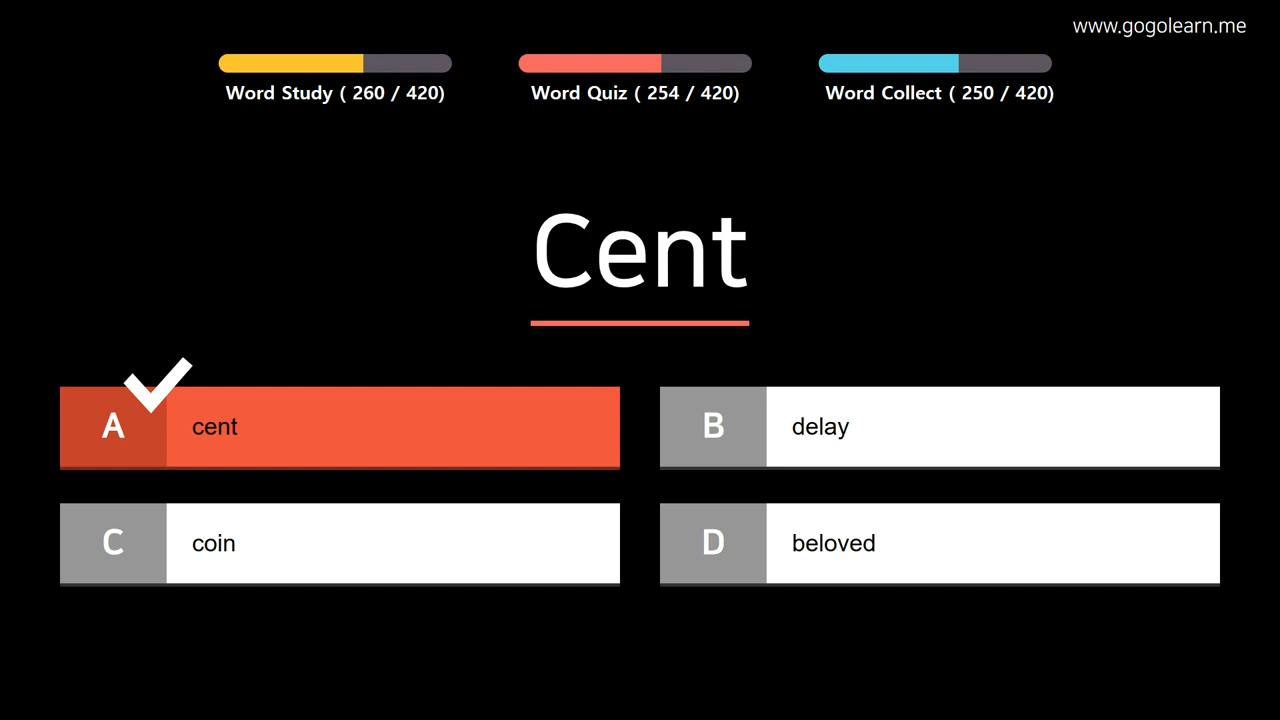 www.gogolearn.me
Word Study ( 260 / 420)
Word Quiz ( 254 / 420)
Word Collect ( 250 / 420)
Cent
A
cent
B
delay
C
coin
D
beloved